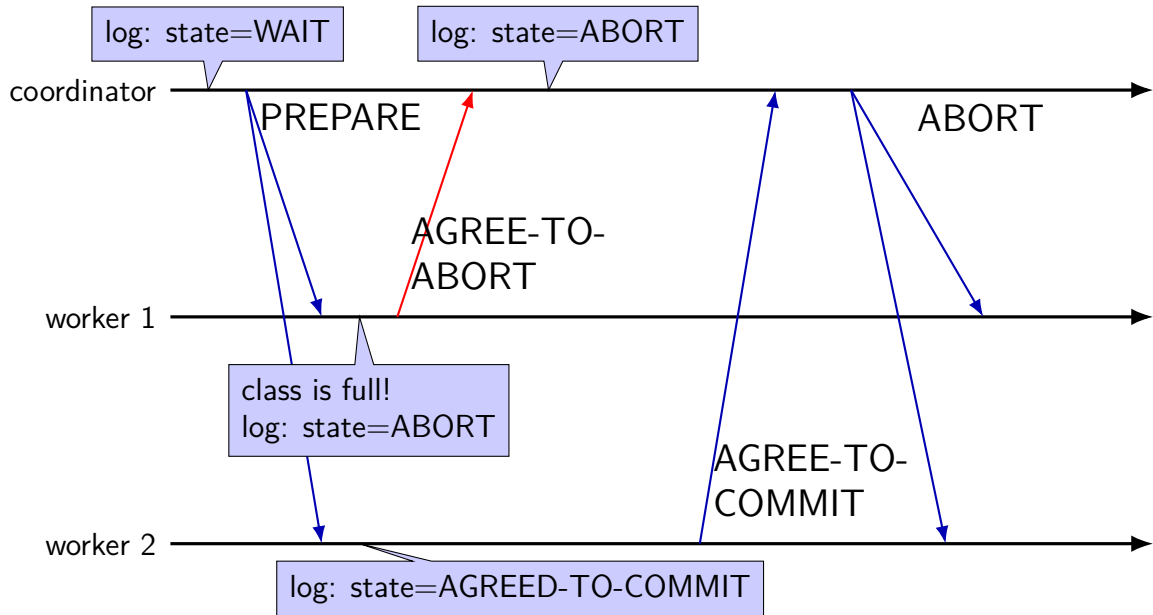 log: state=WAIT
log: state=ABORT
coordinator
PREPARE
ABORT
AGREE-TO-
ABORT
worker 1
class is full!
log: state=ABORT
AGREE-TO-
COMMIT
worker 2
log: state=AGREED-TO-COMMIT